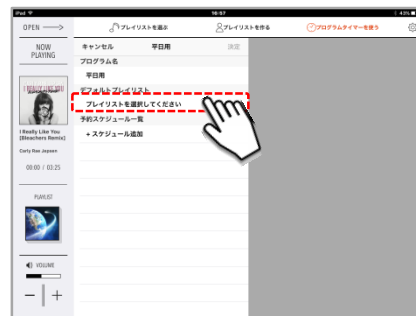 iPad
16:57
43%
OPEN
プレイリストを選ぶ
プレイリストを作る
プログラムタイマーを使う
NOW
PLAYING
キャンセル
平日用
決定
プログラム名
平日用
デフォルトプレイリスト
プレイリストを選択してください
予約スケジュール一覧
+ スケジュール追加
I REALLY LIKE YOU
I Really Like You
(Bleachers Remix)
Carly Rae Jepsen
00:00 / 03:25
PLAYLIST
VOLUME